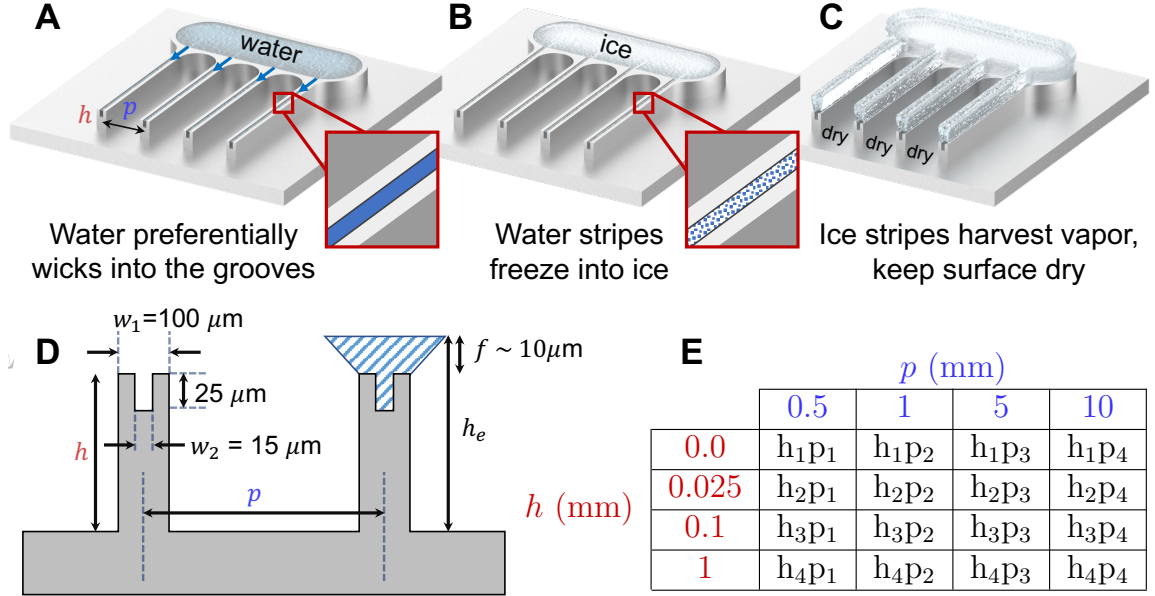 A
water
h
p
Water preferentially
wicks into the grooves
B
ice
Water stripes
freeze into ice
C
dry
dry
dry
Ice stripes harvest vapor,
keep surface dry
D
w₁=100 μm
25 μm
h
w₂ = 15 μm
p
f ~ 10μm
hₑ
E
p (mm)
0.5 1 5 10
h (mm)
0.0 h₁p₁ h₁p₂ h₁p₃ h₁p₄
0.025 h₂p₁ h₂p₂ h₂p₃ h₂p₄
0.1 h₃p₁ h₃p₂ h₃p₃ h₃p₄
1 h₄p₁ h₄p₂ h₄p₃ h₄p₄